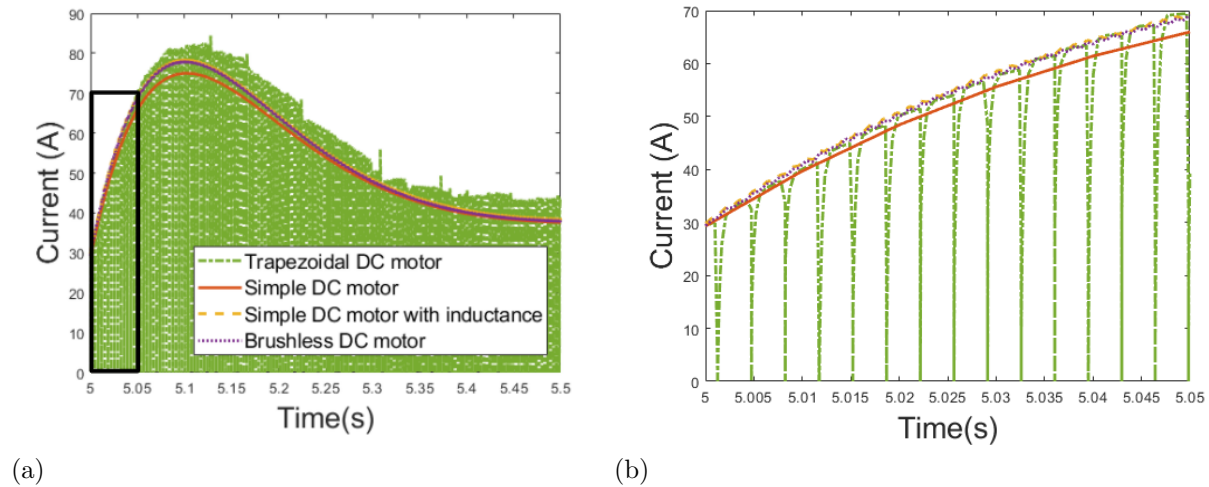 90
80
70
60
50
40
30
20
10
0
Current (A)
5 5.05 5.1 5.15 5.2 5.25 5.3 5.35 5.4 5.45 5.5
Time(s)
Trapezoidal DC motor
Simple DC motor
Simple DC motor with inductance
Brushless DC motor
(a)
70
60
50
40
30
20
10
0
Current (A)
5 5.005 5.01 5.015 5.02 5.025 5.03 5.035 5.04 5.045 5.05
Time(s)
(b)